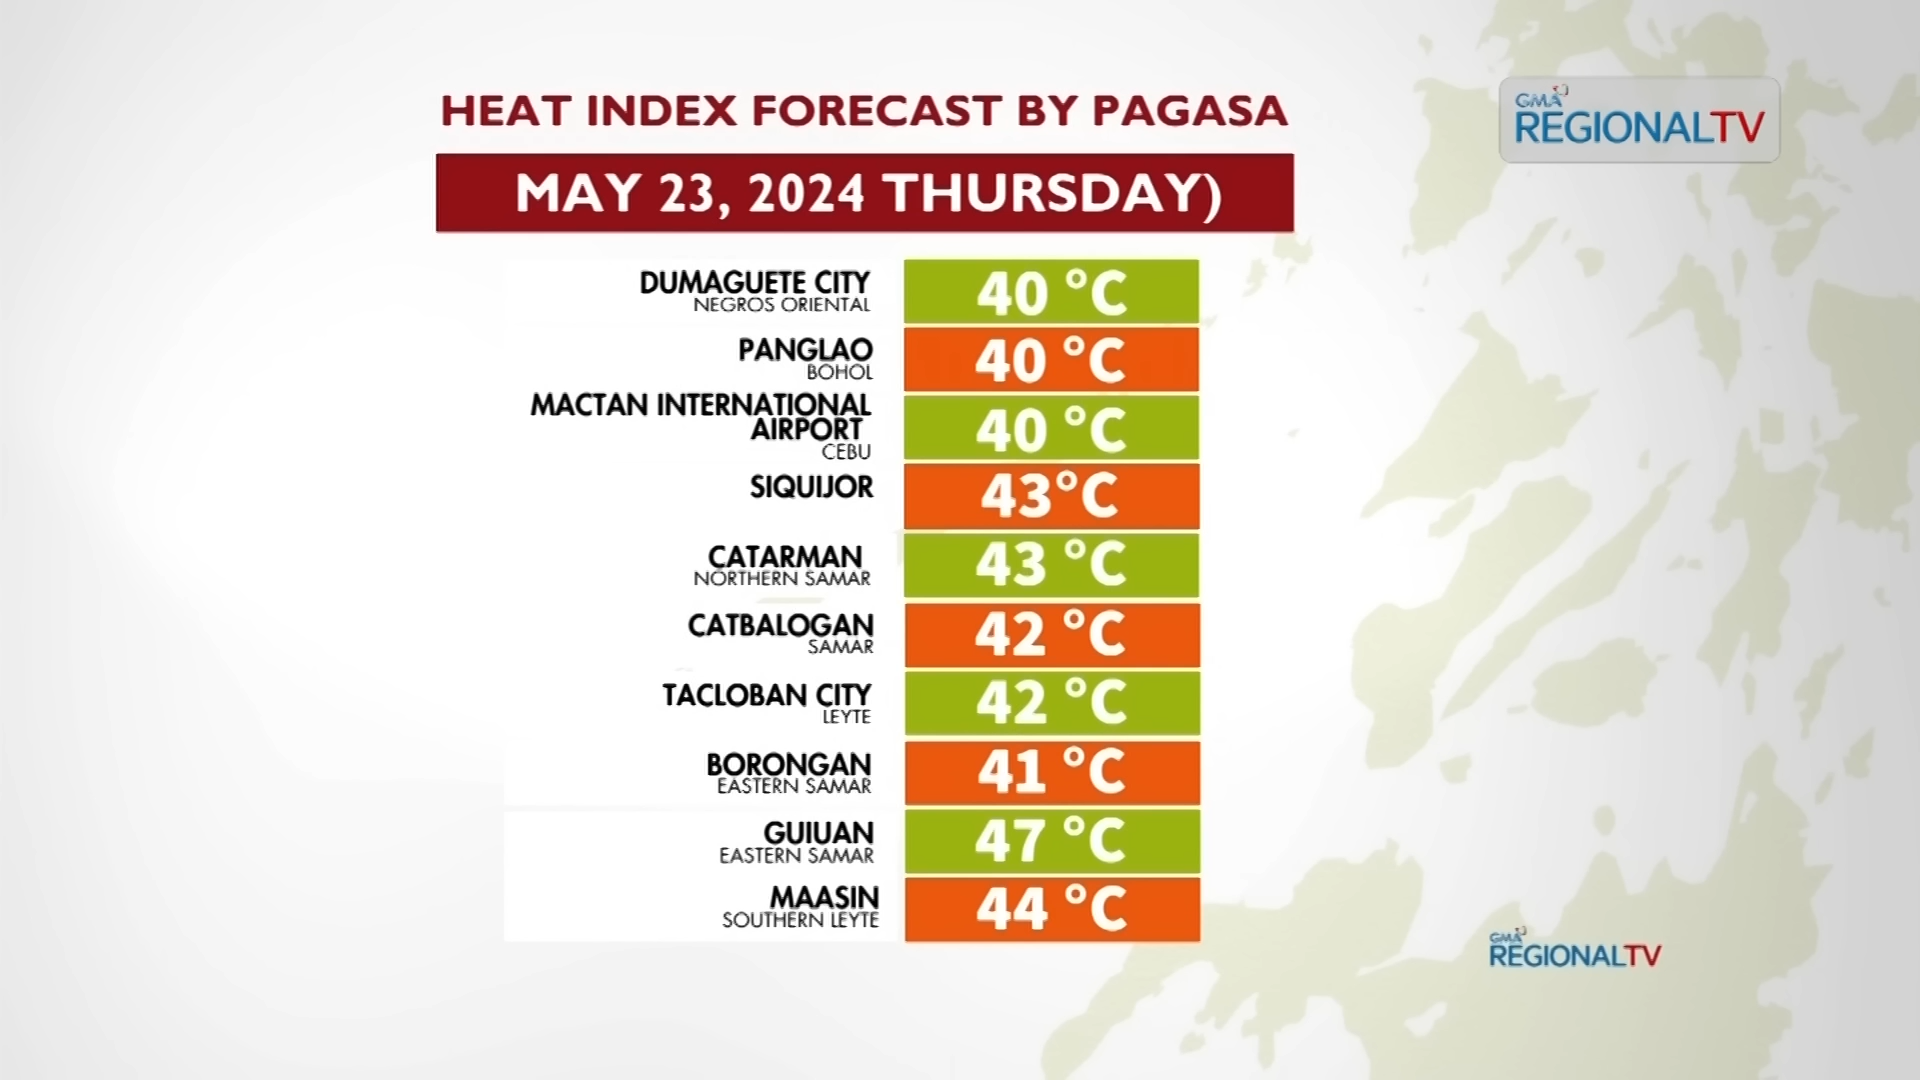 HEAT INDEX FORECAST BY PAGASA
GMA
REGIONALTV
MAY 23, 2024 THURSDAY)
DUMAGUETE CITY 40 °C
NEGROS ORIENTAL
PANGLAO 40 °C
BOHOL
MACTAN INTERNATIONAL
AIRPORT 40 °C
CEBU
SIQUIJOR 43°C
CATARMAN 43 °C
NORTHERN SAMAR
CATBALOGAN 42 °C
SAMAR
TACLOBAN CITY 42 °C
LEYTE
BORONGAN 41 °C
EASTERN SAMAR
GUIUAN 47 °C
EASTERN SAMAR
MAASIN 44 °C
SOUTHERN LEYTE
GMA
REGIONALTV